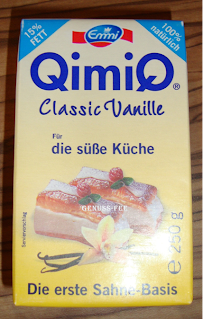 15%
FETT
Emmi
100%
natürlich
QimiQ®
Classic Vanille
Für
die süße Küche
GENUSS-FEE
Serviervorschlag
℮ 250 g
Die erste Sahne-Basis